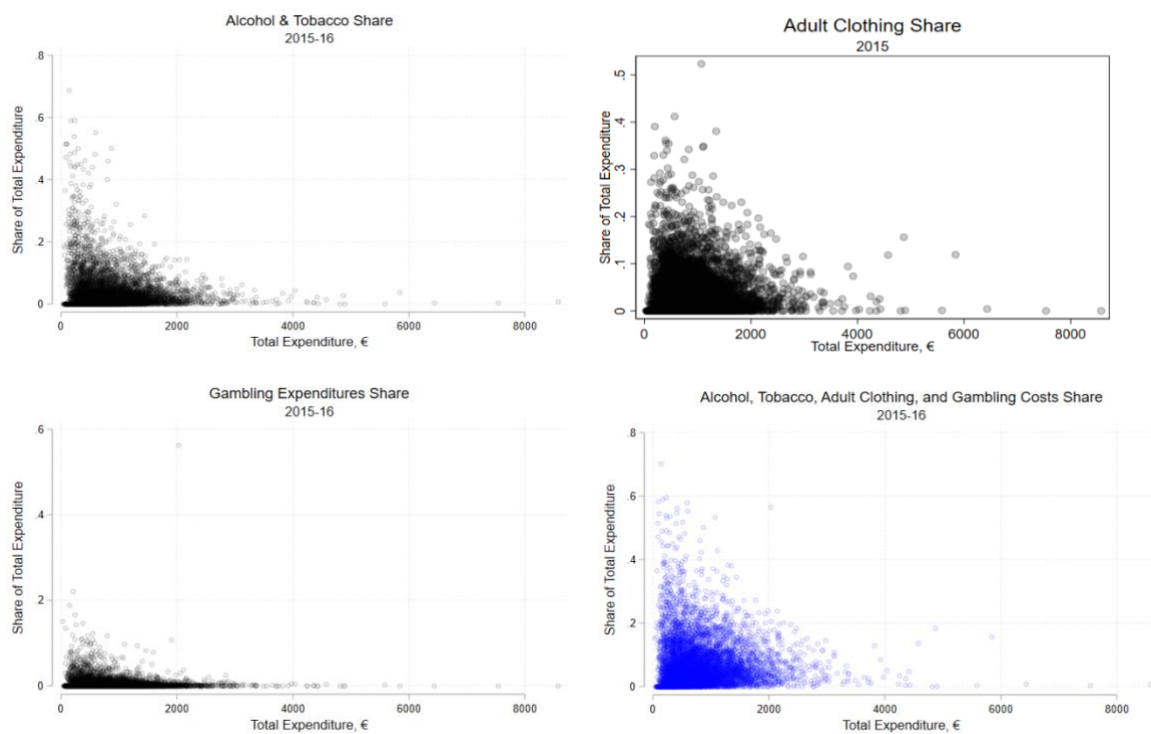 Alcohol & Tobacco Share
2015-16
.8
.6
.4
.2
0
Share of Total Expenditure
0 2000 4000 6000 8000
Total Expenditure, €
Adult Clothing Share
2015
.5
.4
.3
.2
.1
0
Share of Total Expenditure
0 2000 4000 6000 8000
Total Expenditure, €
Gambling Expenditures Share
2015-16
.6
.4
.2
0
Share of Total Expenditure
0 2000 4000 6000 8000
Total Expenditure, €
Alcohol, Tobacco, Adult Clothing, and Gambling Costs Share
2015-16
.8
.6
.4
.2
0
Share of Total Expenditure
0 2000 4000 6000 8000
Total Expenditure, €